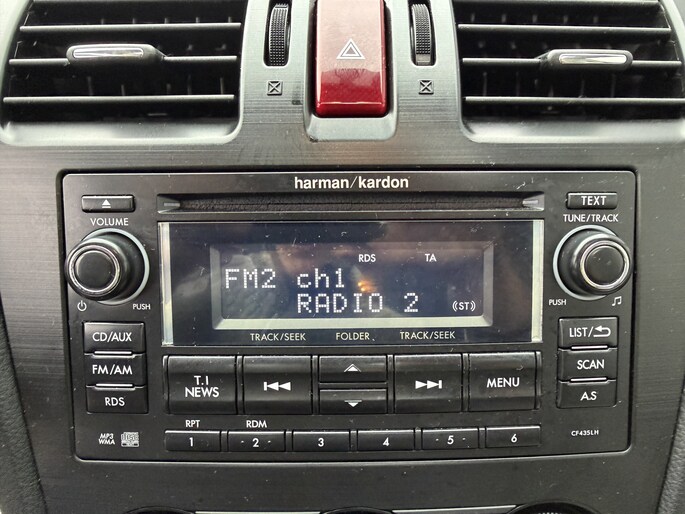 harman/kardon
TEXT
VOLUME
TUNE/TRACK
RDS TA
FM2 ch1
RADIO 2 ((ST))
PUSH
PUSH
TRACK/SEEK FOLDER TRACK/SEEK
CD/AUX
LIST/
FM/AM
T.I NEWS
MENU
SCAN
RDS
A.S
RPT RDM
MP3 WMA
1 - 2 - 3 4 - 5 - 6
CF435LH